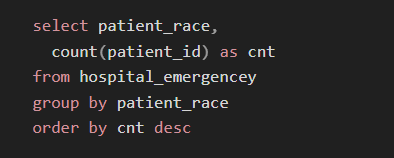 select patient_race,
count(patient_id) as cnt
from hospital_emergencey
group by patient_race
order by cnt desc